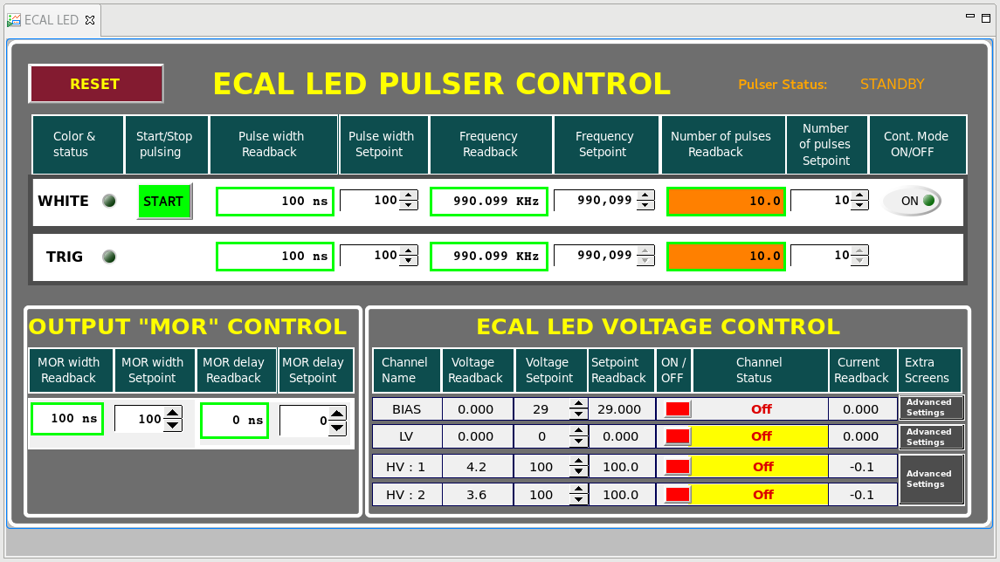 ECAL LED
RESET
ECAL LED PULSER CONTROL
Pulser Status: STANDBY
Color &
status
Start/Stop
pulsing
Pulse width
Readback
Pulse width
Setpoint
Frequency
Readback
Frequency
Setpoint
Number of pulses
Readback
Number
of pulses
Setpoint
Cont. Mode
ON/OFF
WHITE START 100 ns 100 990.099 KHz 990,099 10.0 10 ON
TRIG 100 ns 100 990.099 KHz 990,099 10.0 10
OUTPUT "MOR" CONTROL
MOR width
Readback
MOR width
Setpoint
MOR delay
Readback
MOR delay
Setpoint
100 ns 100 0 ns 0
ECAL LED VOLTAGE CONTROL
Channel
Name
Voltage
Readback
Voltage
Setpoint
Setpoint
Readback
ON /
OFF
Channel
Status
Current
Readback
Extra
Screens
BIAS 0.000 29 29.000 Off 0.000
Advanced
Settings
LV 0.000 0 0.000 Off 0.000
Advanced
Settings
HV : 1 4.2 100 100.0 Off -0.1
HV : 2 3.6 100 100.0 Off -0.1
Advanced
Settings